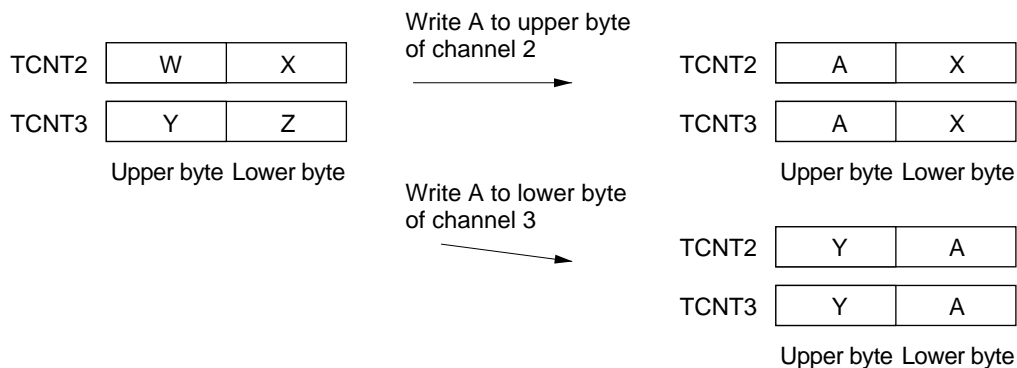 Write A to upper byte
of channel 2
TCNT2 W X
TCNT3 Y Z
Upper byte Lower byte
TCNT2 A X
TCNT3 A X
Upper byte Lower byte
Write A to lower byte
of channel 3
TCNT2 Y A
TCNT3 Y A
Upper byte Lower byte